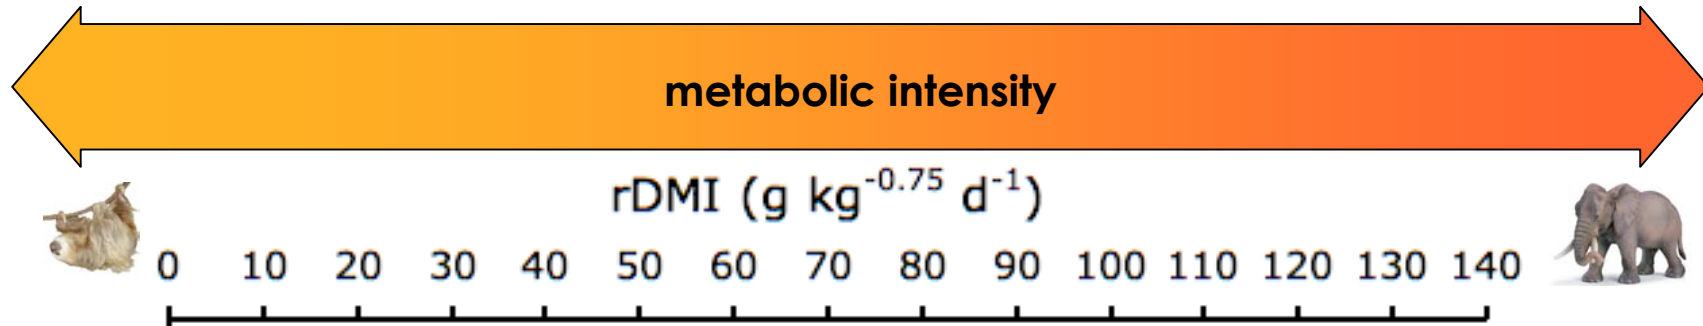 metabolic intensity
rDMI (g kg⁻⁰·⁷⁵ d⁻¹)
0 10 20 30 40 50 60 70 80 90 100 110 120 130 140